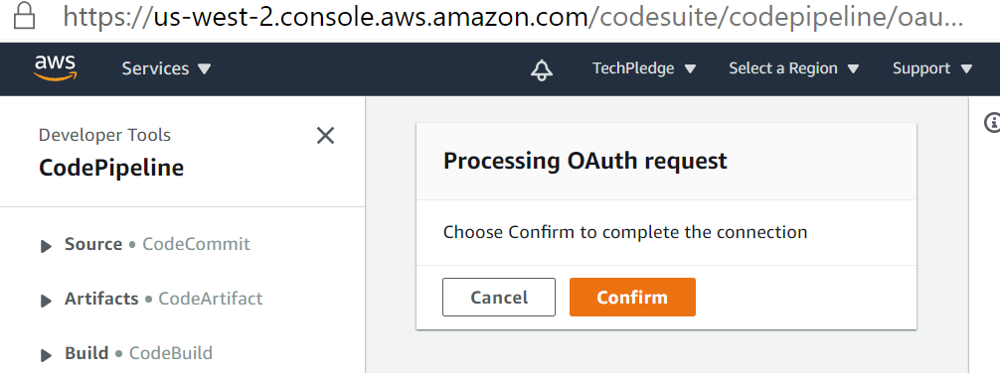 https://us-west-2.console.aws.amazon.com/codesuite/codepipeline/oau...
aws Services ▼ TechPledge ▼ Select a Region ▼ Support ▼
Developer Tools
CodePipeline
Source • CodeCommit
Artifacts • CodeArtifact
Build • CodeBuild
Processing OAuth request
Choose Confirm to complete the connection
Cancel Confirm